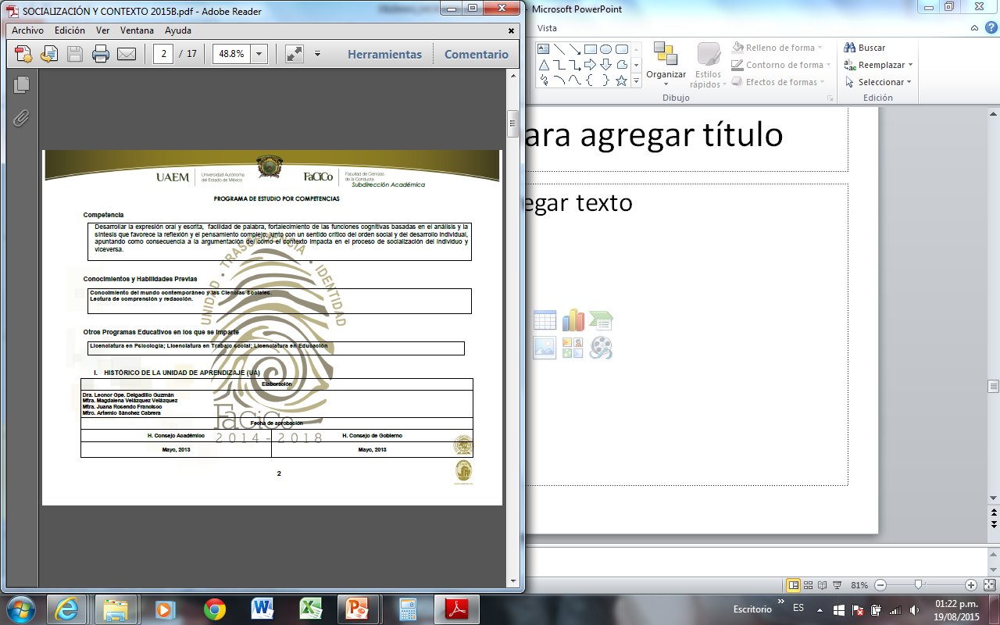 SOCIALIZACIÓN Y CONTEXTO 2015B.pdf - Adobe Reader
Archivo Edición Ver Ventana Ayuda
2 / 17 48.8% Herramientas Comentario
UAEM Universidad Autónoma
del Estado de México
FaCiCo Facultad de Ciencias
de la Conducta
Subdirección Académica
PROGRAMA DE ESTUDIO POR COMPETENCIAS
Competencia
Desarrollar la expresión oral y escrita, facilidad de palabra, fortalecimiento de las funciones cognitivas basadas en el análisis y la
síntesis que favorece la reflexión y el pensamiento complejo junto con un sentido crítico del orden social y del desarrollo individual,
apuntando como consecuencia a la argumentación del cómo el contexto impacta en el proceso de socialización del individuo y
viceversa.
UNIDAD · TRASCENDENCIA · IDENTIDAD
Conocimientos y Habilidades Previas
Conocimiento del mundo contemporáneo y las Ciencias Sociales.
Lectura de comprensión y redacción.
Otros Programas Educativos en los que se imparte
Licenciatura en Psicología; Licenciatura en Trabajo social; Licenciatura en Educación
I. HISTÓRICO DE LA UNIDAD DE APRENDIZAJE (UA)
Elaboración
Dra. Leonor Gpe. Delgadillo Guzmán
Mtra. Magdalena Velázquez Velázquez
Mtra. Juana Rosendo Francisco
Mtro. Artemio Sánchez Cabrera
FaCiCo
Fecha de aprobación
H. Consejo Académico H. Consejo de Gobierno
2014-2018
Mayo, 2013 Mayo, 2013
2
- Microsoft PowerPoint
Vista
Organizar
Estilos
rápidos
Relleno de forma
Contorno de forma
Efectos de formas
Dibujo
Buscar
Reemplazar
Seleccionar
Edición
ara agregar título
egar texto
81%
Escritorio » ES
01:22 p.m.
19/08/2015